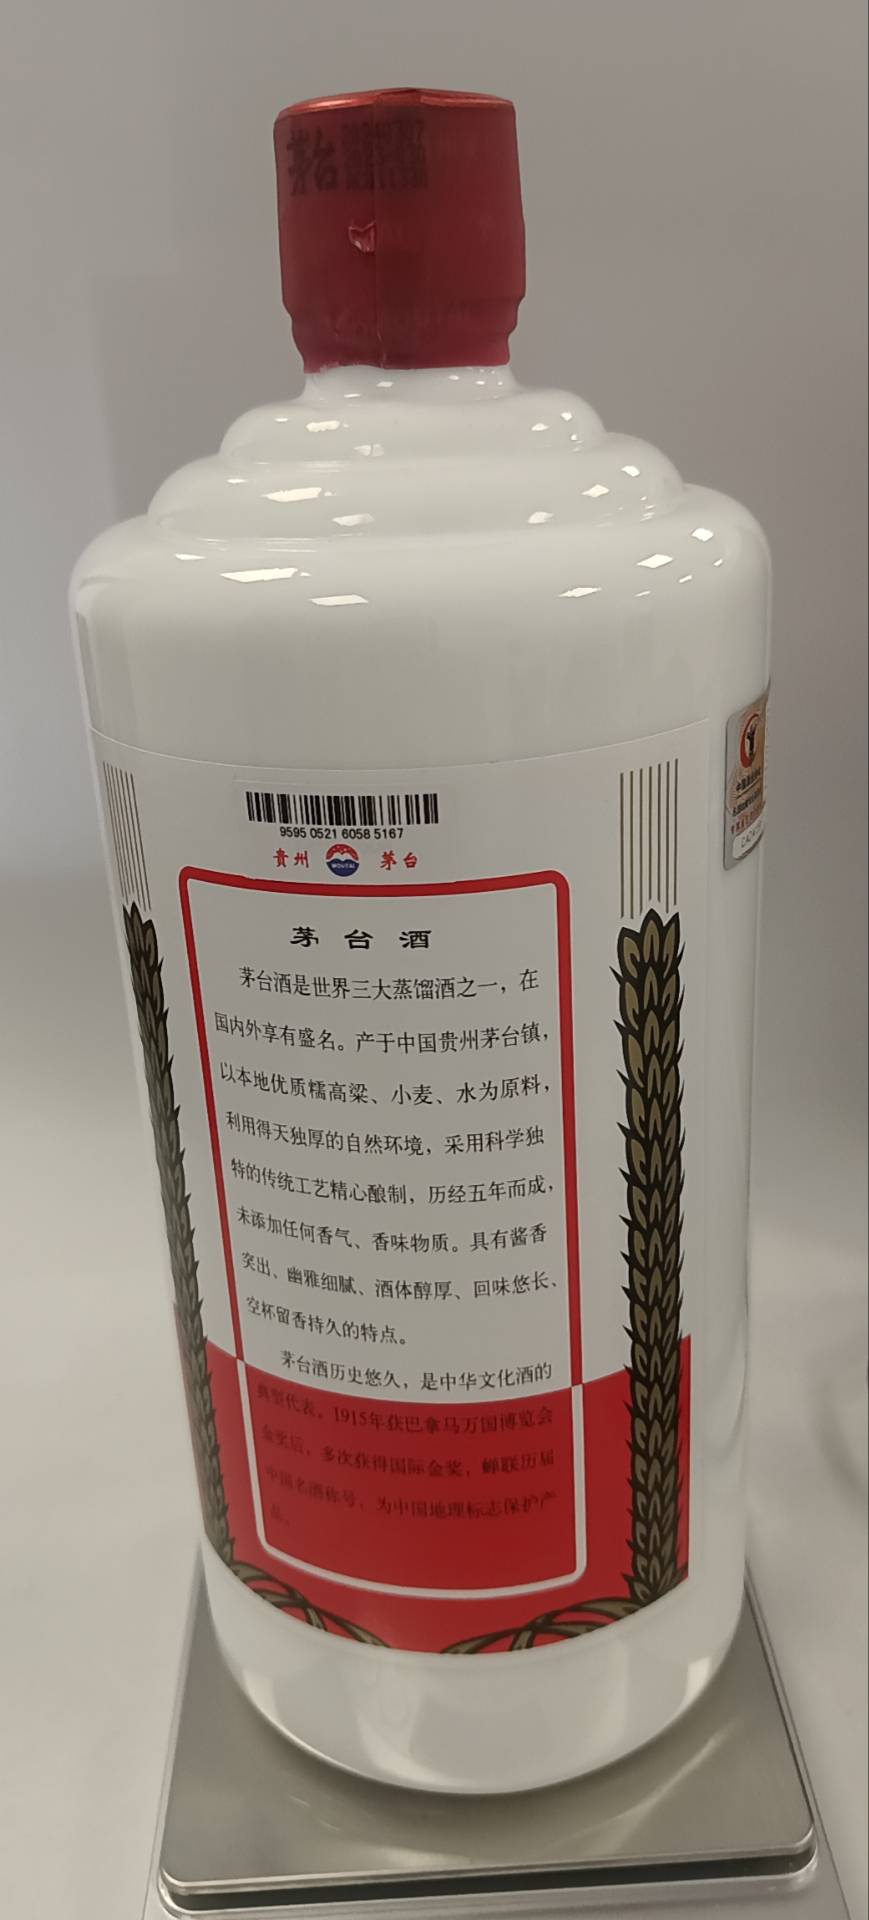 茅台
9595 0521 6058 5167
贵州 MOUTAI 茅台
茅台酒
茅台酒是世界三大蒸馏酒之一，在
国内外享有盛名。产于中国贵州茅台镇，
以本地优质糯高粱、小麦、水为原料，
利用得天独厚的自然环境，采用科学独
特的传统工艺精心酿制，历经五年而成，
未添加任何香气、香味物质。具有酱香
突出、幽雅细腻、酒体醇厚、回味悠长、
空杯留香持久的特点。
茅台酒历史悠久，是中华文化酒的
典型代表。1915年获巴拿马万国博览会
金奖后，多次获得国际金奖，蝉联历届
中国名酒称号，为中国地理标志保护产
品。